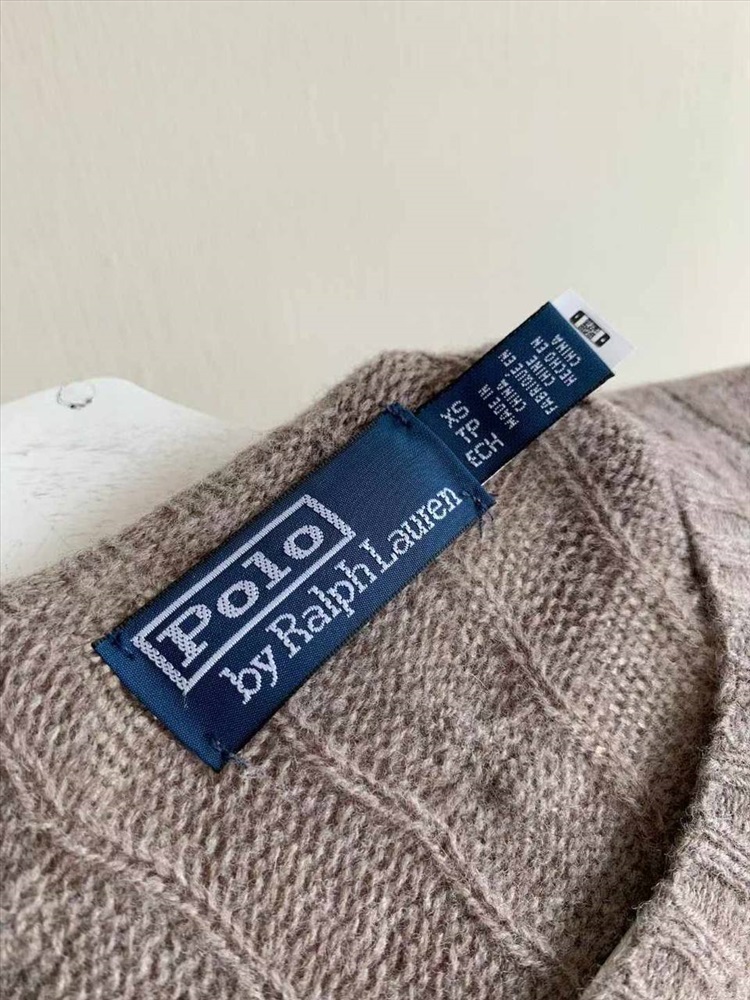 Polo
by Ralph Lauren
XS
TP
ECH
MADE IN
CHINA
FABRIQUE EN
CHINE
HECHO EN
CHINA